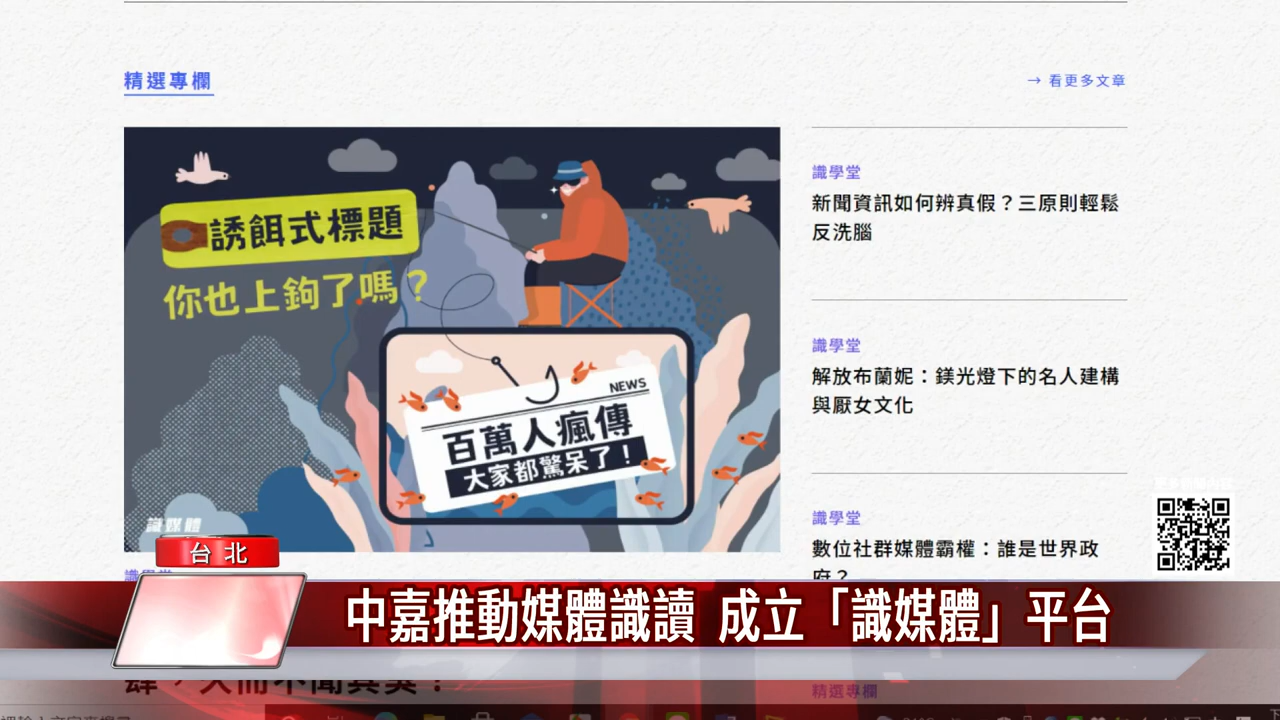 精選專欄
→ 看更多文章
誘餌式標題
你也上鉤了嗎？
NEWS
百萬人瘋傳
大家都驚呆了！
識媒體
識學堂
新聞資訊如何辨真假？三原則輕鬆
反洗腦
識學堂
解放布蘭妮：鎂光燈下的名人建構
與厭女文化
識學堂
數位社群媒體霸權：誰是世界政
府？
台北
中嘉推動媒體識讀 成立「識媒體」平台
精選專欄